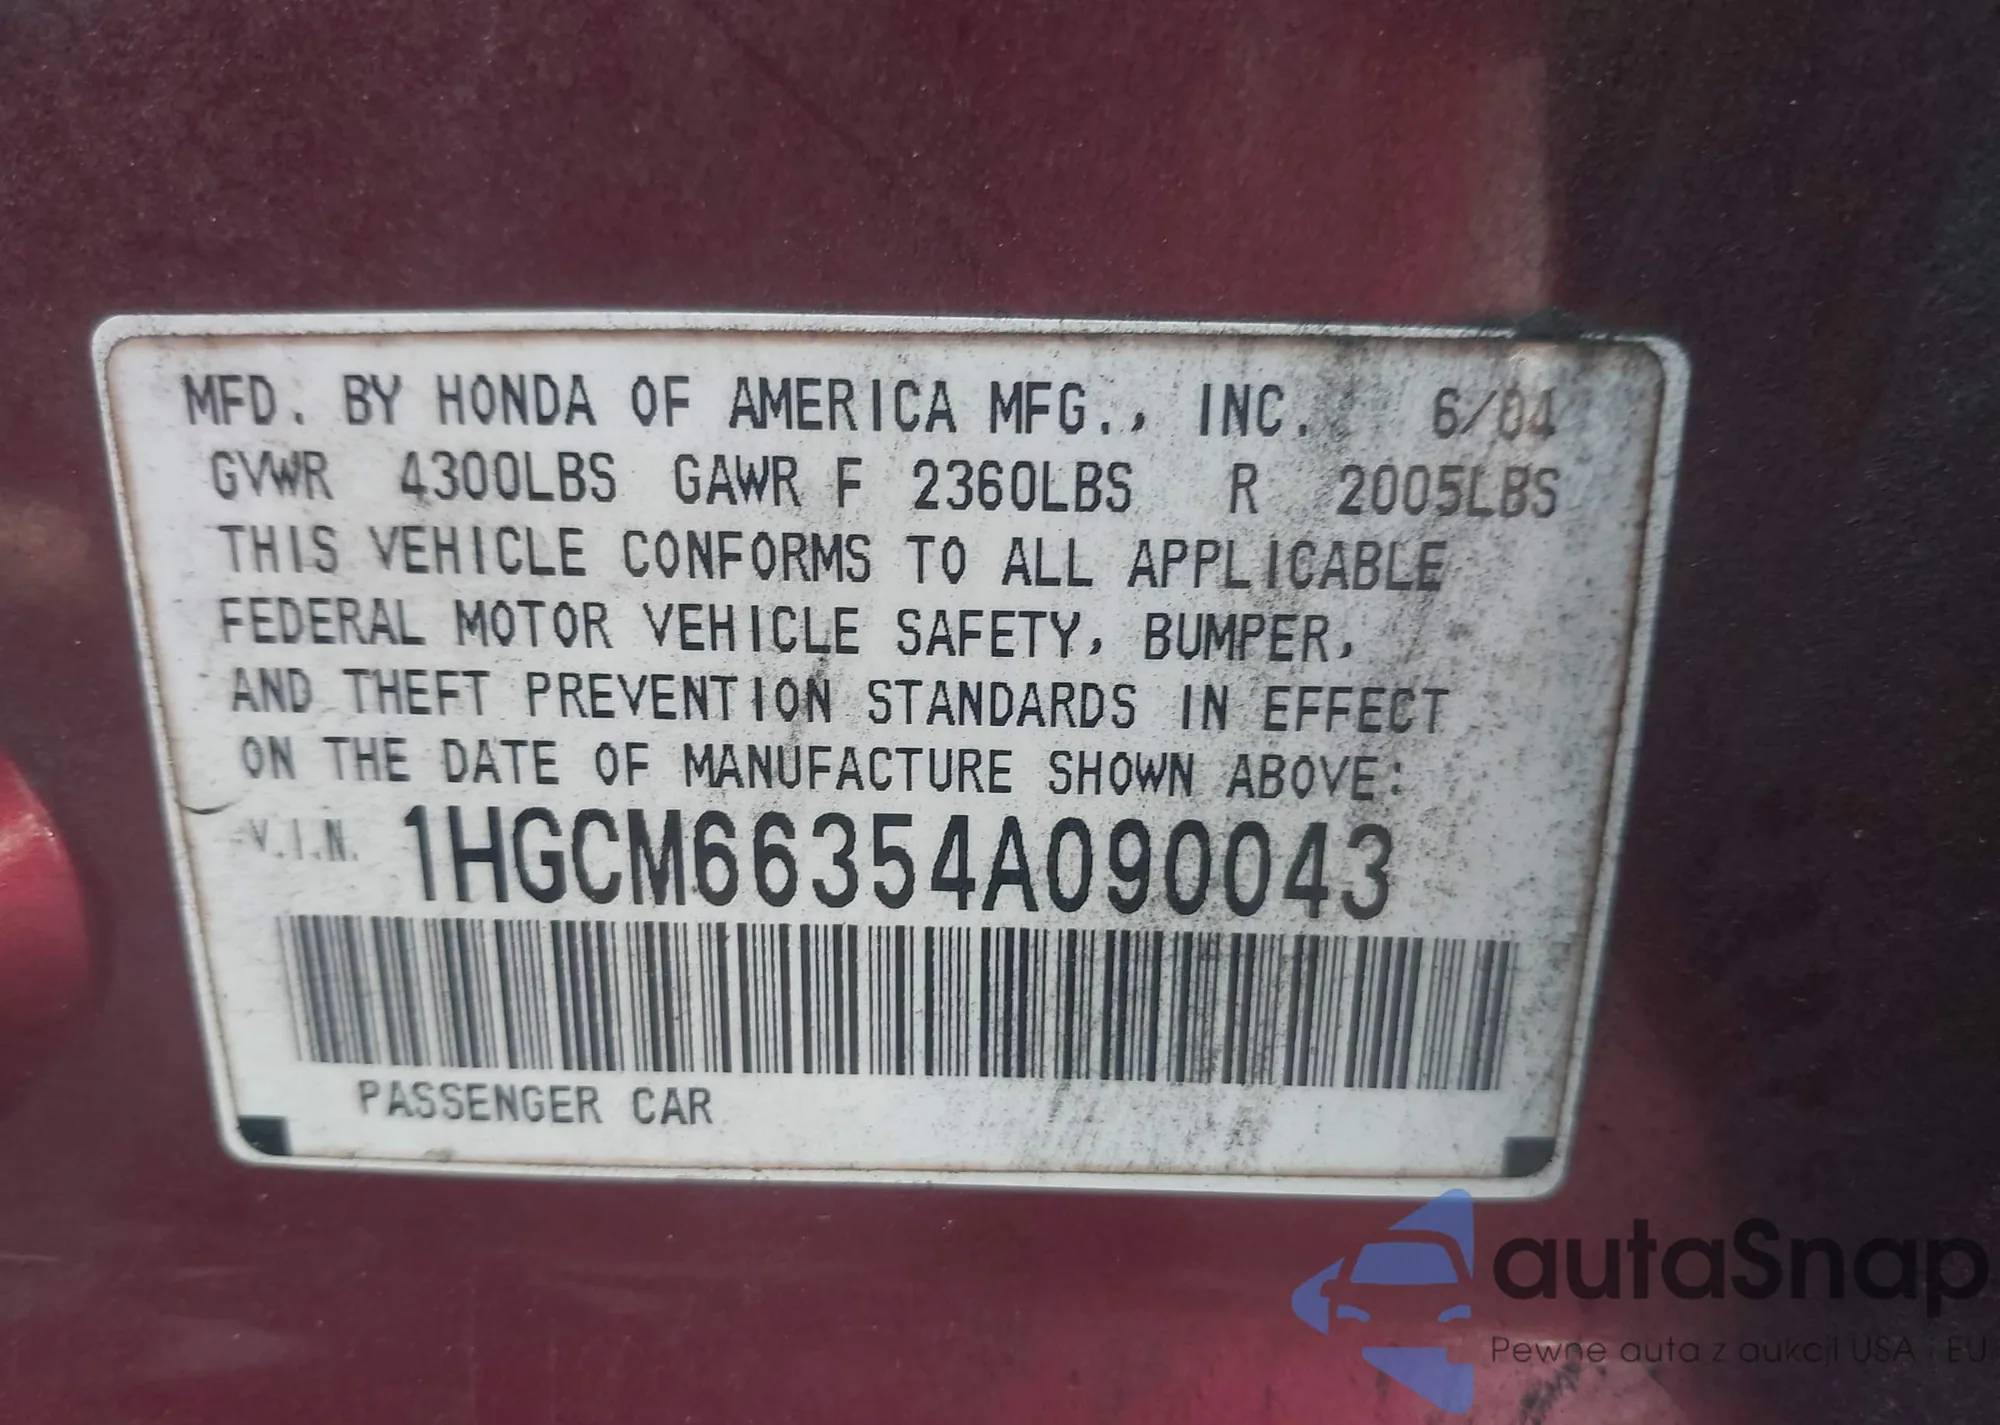 MFD. BY HONDA OF AMERICA MFG., INC. 6/04
GVWR 4300LBS GAWR F 2360LBS R 2005LBS
THIS VEHICLE CONFORMS TO ALL APPLICABLE
FEDERAL MOTOR VEHICLE SAFETY, BUMPER,
AND THEFT PREVENTION STANDARDS IN EFFECT
ON THE DATE OF MANUFACTURE SHOWN ABOVE:
V.I.N. 1HGCM66354A090043
PASSENGER CAR
autaSnap
Pewne auta z aukcji USA i EU